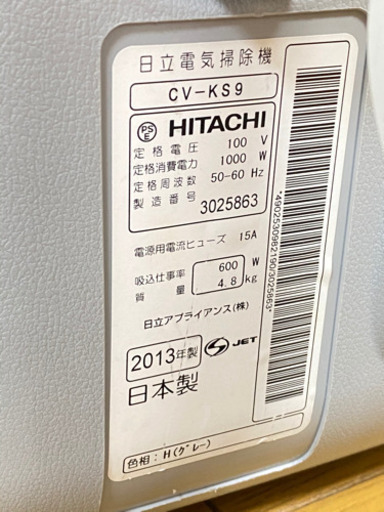 日立電気掃除機
CV-KS9
PS E HITACHI
定格電圧 100 V
定格消費電力 1000 W
定格周波数 50-60 Hz
製造番号 3025863
電源用電流ヒューズ 15A
吸込仕事率 600 W
質量 4.8 kg
日立アプライアンス(株)
2013年製 S JET
日本製
色相:H(グレー)
*4902530982190/3025863*